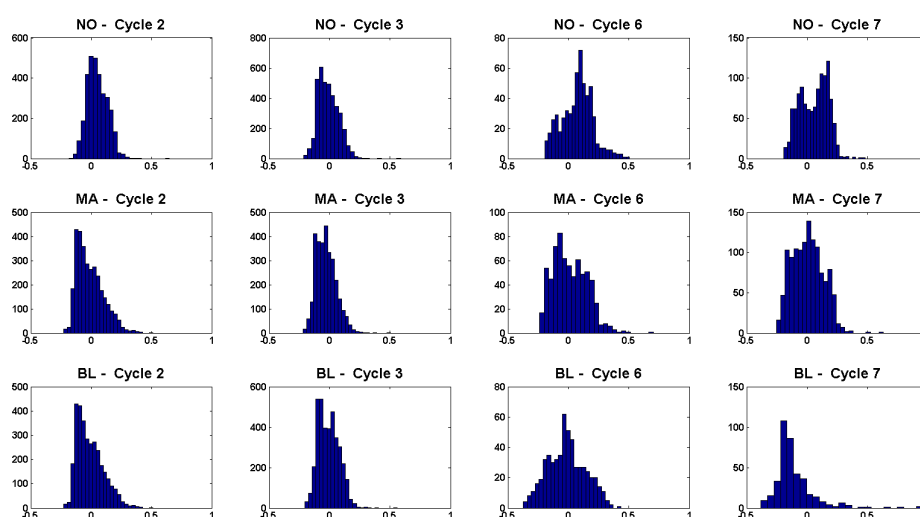 NO - Cycle 2 NO - Cycle 3 NO - Cycle 6 NO - Cycle 7
600 800 80 150
400 600 60 100
200 400 40 50
0 200 20 0
0 0
-0.5 0 0.5 1 -0.5 0 0.5 1 -0.5 0 0.5 1 -0.5 0 0.5
MA - Cycle 2 MA - Cycle 3 MA - Cycle 6 MA - Cycle 7
500 500 100 150
400 400 80 100
300 300 60 50
200 200 40 0
100 100 20
0 0 0
-0.5 0 0.5 1 -0.5 0 0.5 1 -0.5 0 0.5 1 -0.5 0 0.5
BL - Cycle 2 BL - Cycle 3 BL - Cycle 6 BL - Cycle 7
500 600 80 150
400 400 60 100
300 200 40 50
200 0 20 0
100 0
0
-0.5 0 0.5 1 -0.5 0 0.5 1 -0.5 0 0.5 1 -0.5 0 0.5